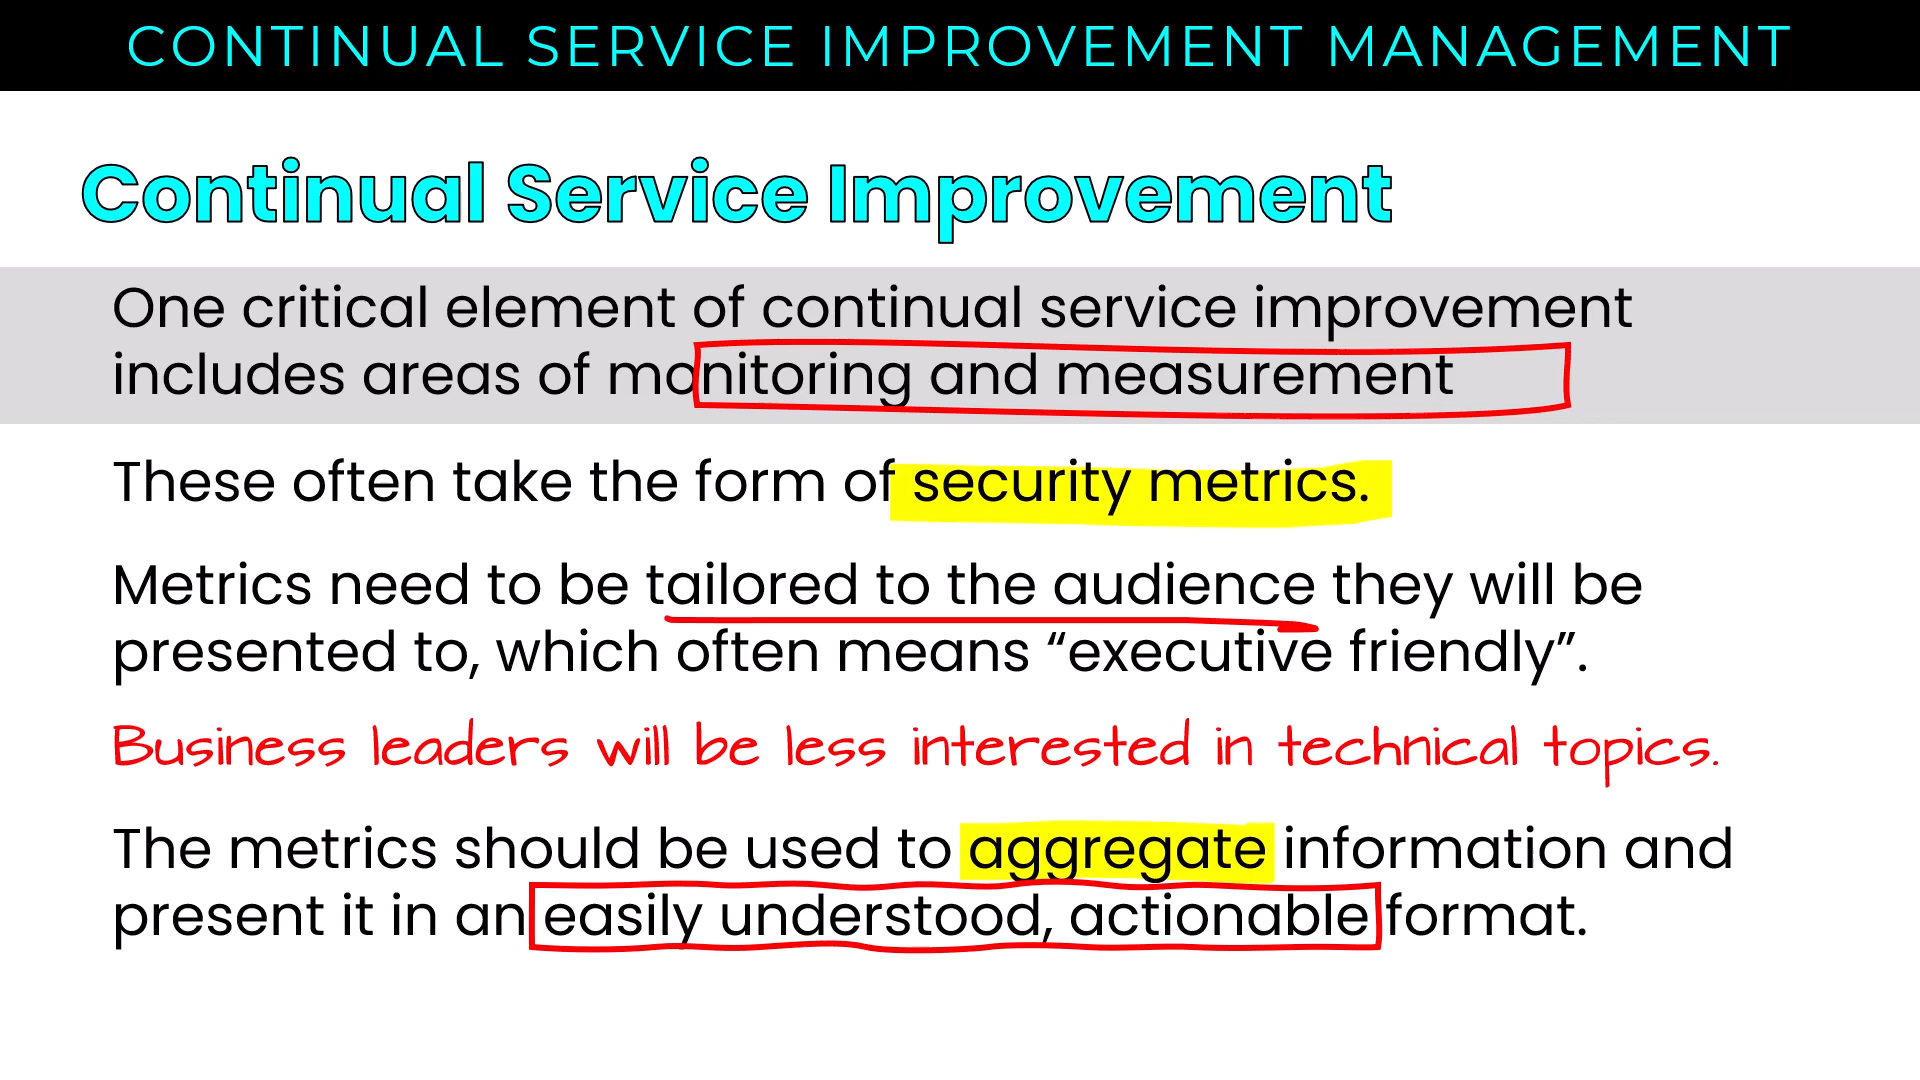 CONTINUAL SERVICE IMPROVEMENT MANAGEMENT
Continual Service Improvement
One critical element of continual service improvement
includes areas of monitoring and measurement
These often take the form of security metrics.
Metrics need to be tailored to the audience they will be
presented to, which often means “executive friendly”.
Business leaders will be less interested in technical topics.
The metrics should be used to aggregate information and
present it in an easily understood, actionable format.